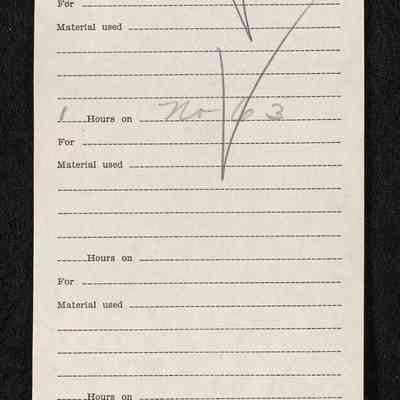 For
Material used
1 Hours on No 63
For
Material used
Hours on
For
Material used
Hours on